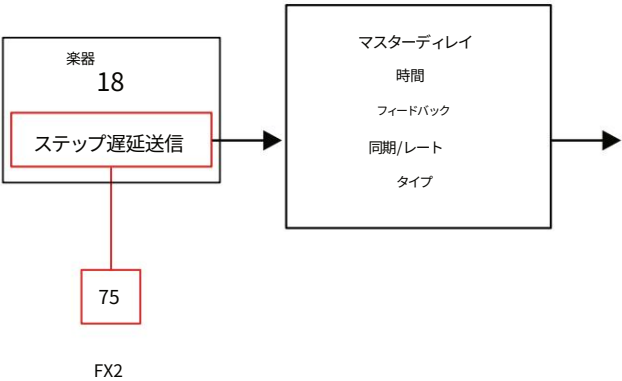 楽器
18
ステップ遅延送信
75
FX2
マスターディレイ
時間
フィードバック
同期/レート
タイプ